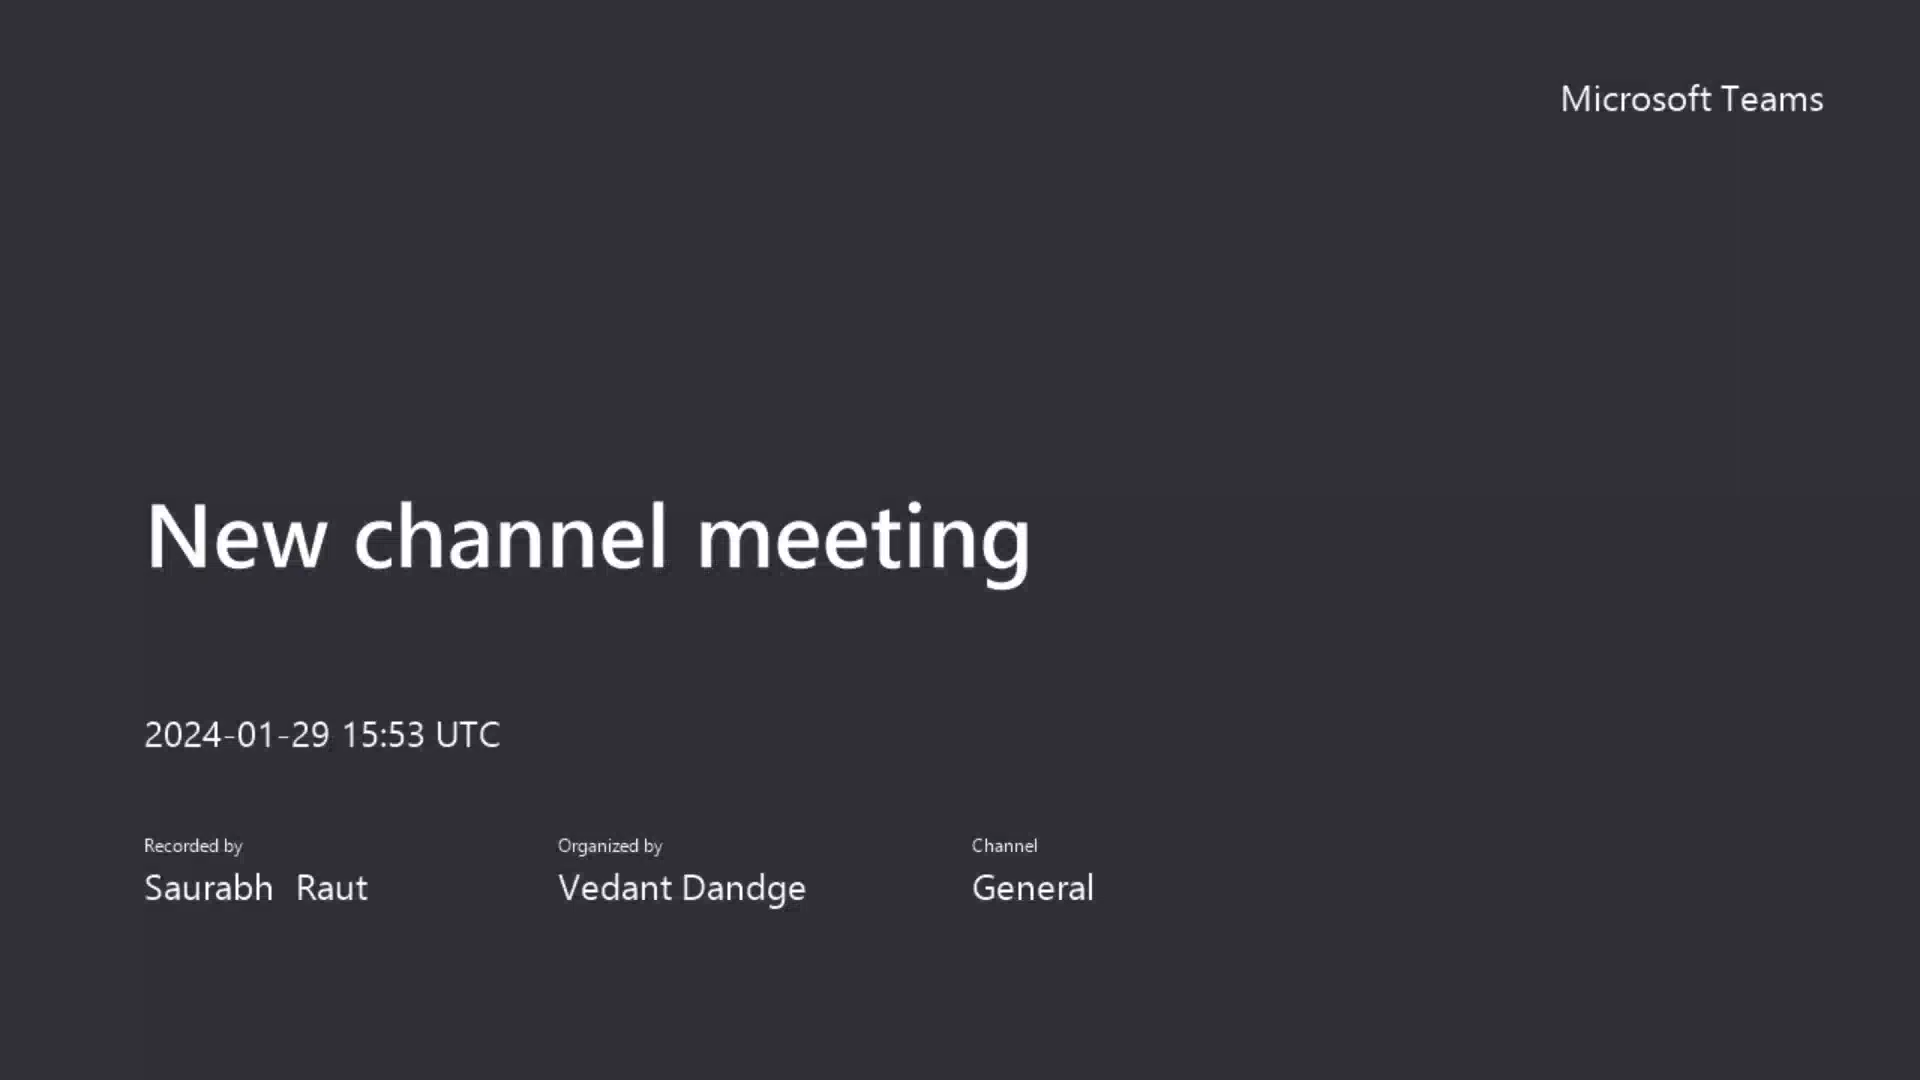 Microsoft Teams
New channel meeting
2024-01-29 15:53 UTC
Recorded by
Saurabh  Raut
Organized by
Vedant Dandge
Channel
General